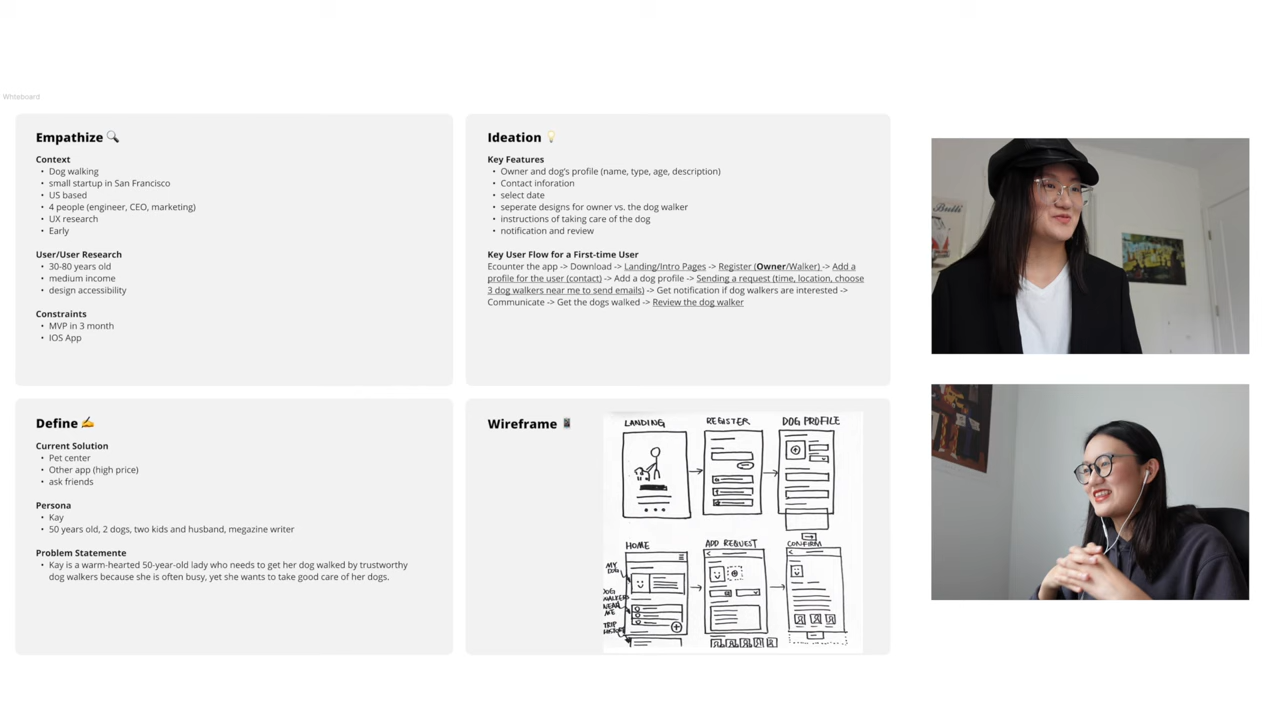 Whiteboard
Empathize
Context
• Dog walking
• small startup in San Francisco
• US based
• 4 people (engineer, CEO, marketing)
• UX research
• Early
User/User Research
• 30-80 years old
• medium income
• design accessibility
Constraints
• MVP in 3 month
• IOS App
Ideation
Key Features
• Owner and dog's profile (name, type, age, description)
• Contact inforation
• select date
• seperate designs for owner vs. the dog walker
• instructions of taking care of the dog
• notification and review
Key User Flow for a First-time User
Ecounter the app -> Download -> Landing/Intro Pages -> Register (Owner/Walker) -> Add a
profile for the user (contact) -> Add a dog profile -> Sending a request (time, location, choose
3 dog walkers near me to send emails) -> Get notification if dog walkers are interested ->
Communicate -> Get the dogs walked -> Review the dog walker
Define
Current Solution
• Pet center
• Other app (high price)
• ask friends
Persona
• Kay
• 50 years old, 2 dogs, two kids and husband, megazine writer
Problem Statemente
• Kay is a warm-hearted 50-year-old lady who needs to get her dog walked by trustworthy
dog walkers because she is often busy, yet she wants to take good care of her dogs.
Wireframe
LANDING
REGISTER
DOG PROFILE
HOME
ADD REQUEST
CONFIRM
MY
DOG
DOG
WALKERS
NEAR
ME
TRIP